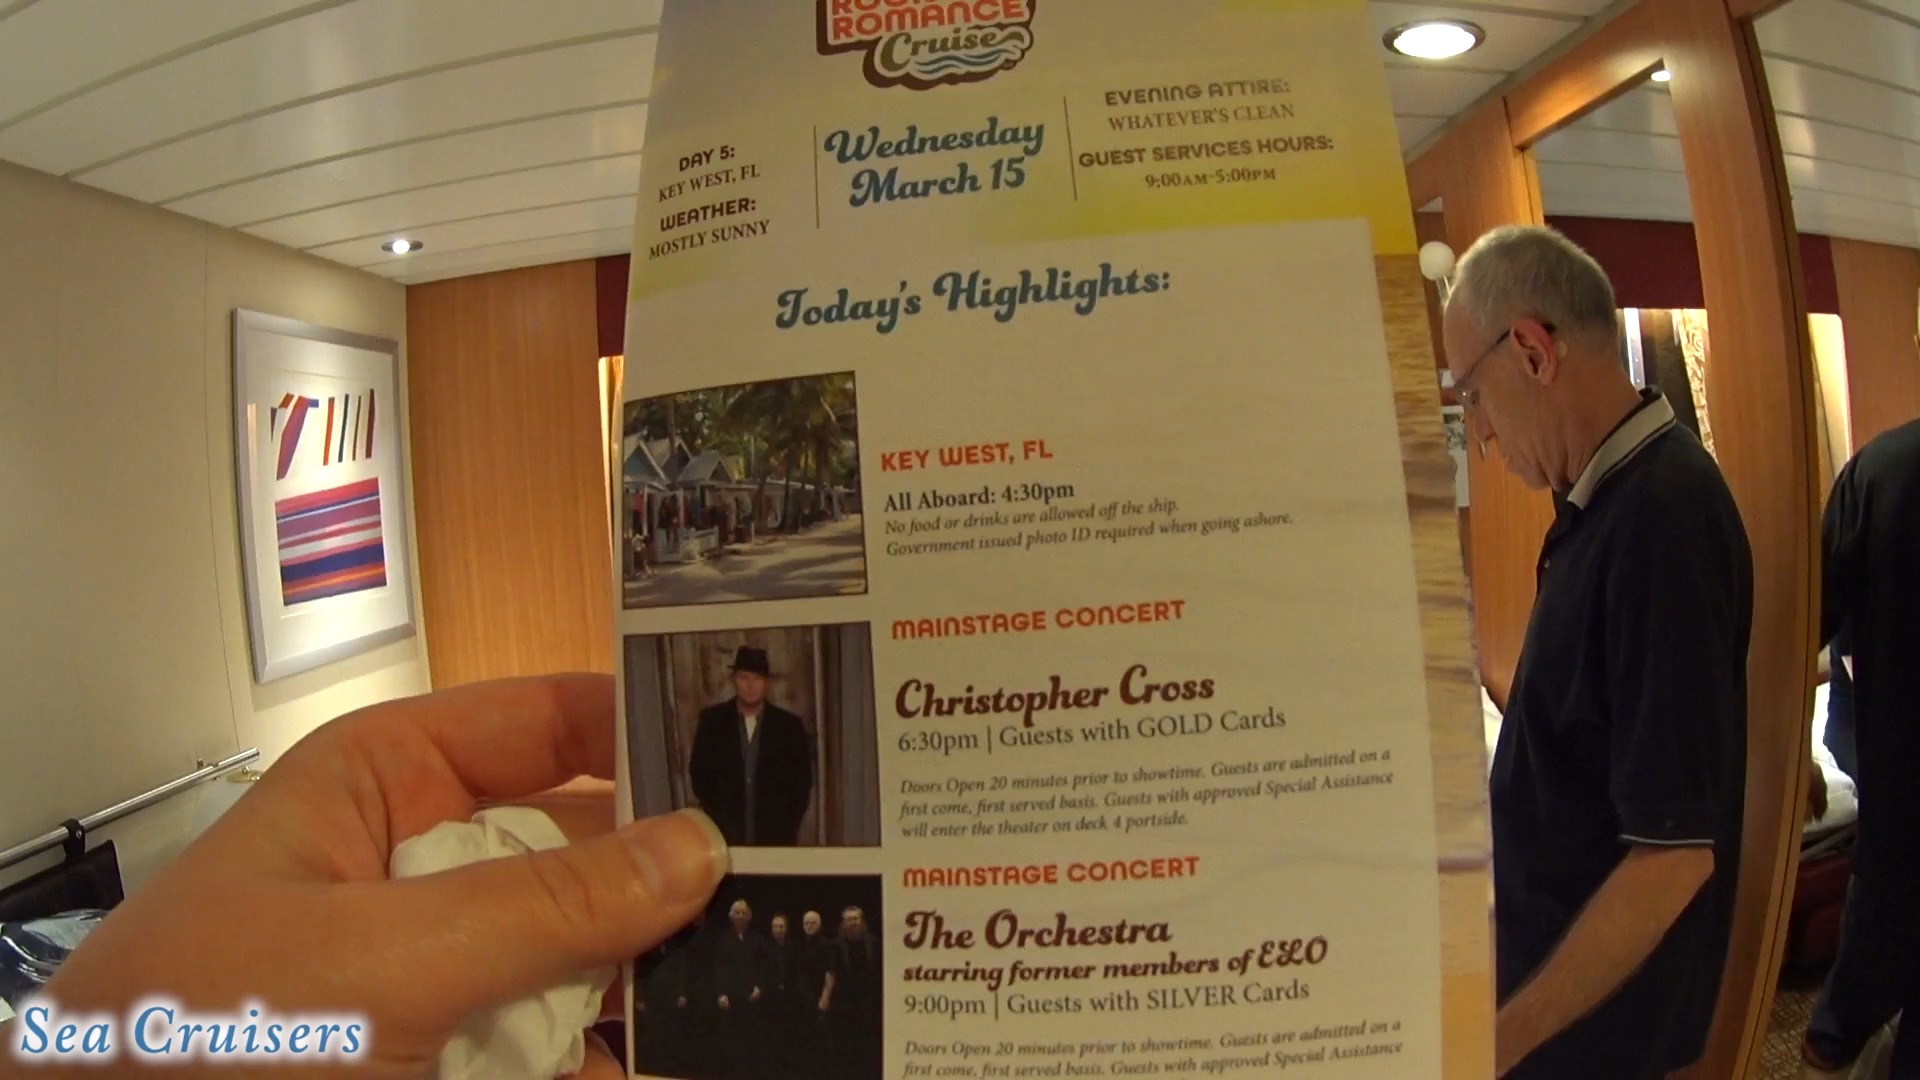 ROMANCE
Cruise
DAY 5:
KEY WEST, FL
WEATHER:
MOSTLY SUNNY
Wednesday
March 15
EVENING ATTIRE:
WHATEVER'S CLEAN
GUEST SERVICES HOURS:
9:00AM-5:00PM
Today's Highlights:
KEY WEST, FL
All Aboard: 4:30pm
No food or drinks are allowed off the ship.
Government issued photo ID required when going ashore.
MAINSTAGE CONCERT
Christopher Cross
6:30pm | Guests with GOLD Cards
Doors Open 20 minutes prior to showtime. Guests are admitted on a
first come, first served basis. Guests with approved Special Assistance
will enter the theater on deck 4 portside.
MAINSTAGE CONCERT
The Orchestra
starring former members of ELO
9:00pm | Guests with SILVER Cards
Doors Open 20 minutes prior to showtime. Guests are admitted on a
first come, first served basis. Guests with approved Special Assistance
Sea Cruisers